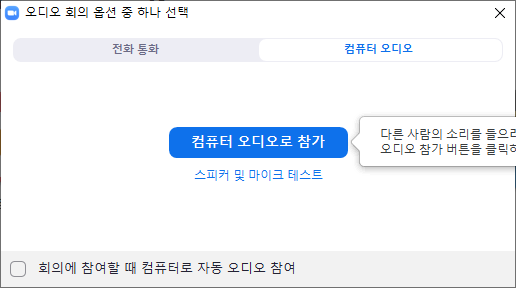 오디오 회의 옵션 중 하나 선택
전화 통화
컴퓨터 오디오
컴퓨터 오디오로 참가
다른 사람의 소리를 들으려
오디오 참가 버튼을 클릭하
스피커 및 마이크 테스트
회의에 참여할 때 컴퓨터로 자동 오디오 참여